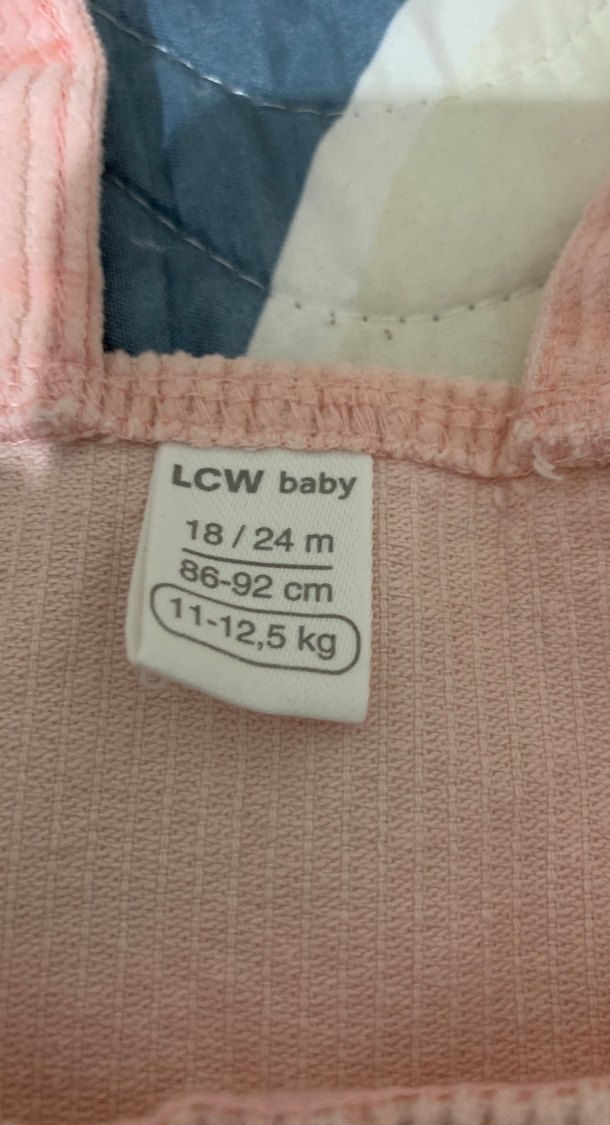 LCW baby
18 / 24 m
86-92 cm
11-12,5 kg